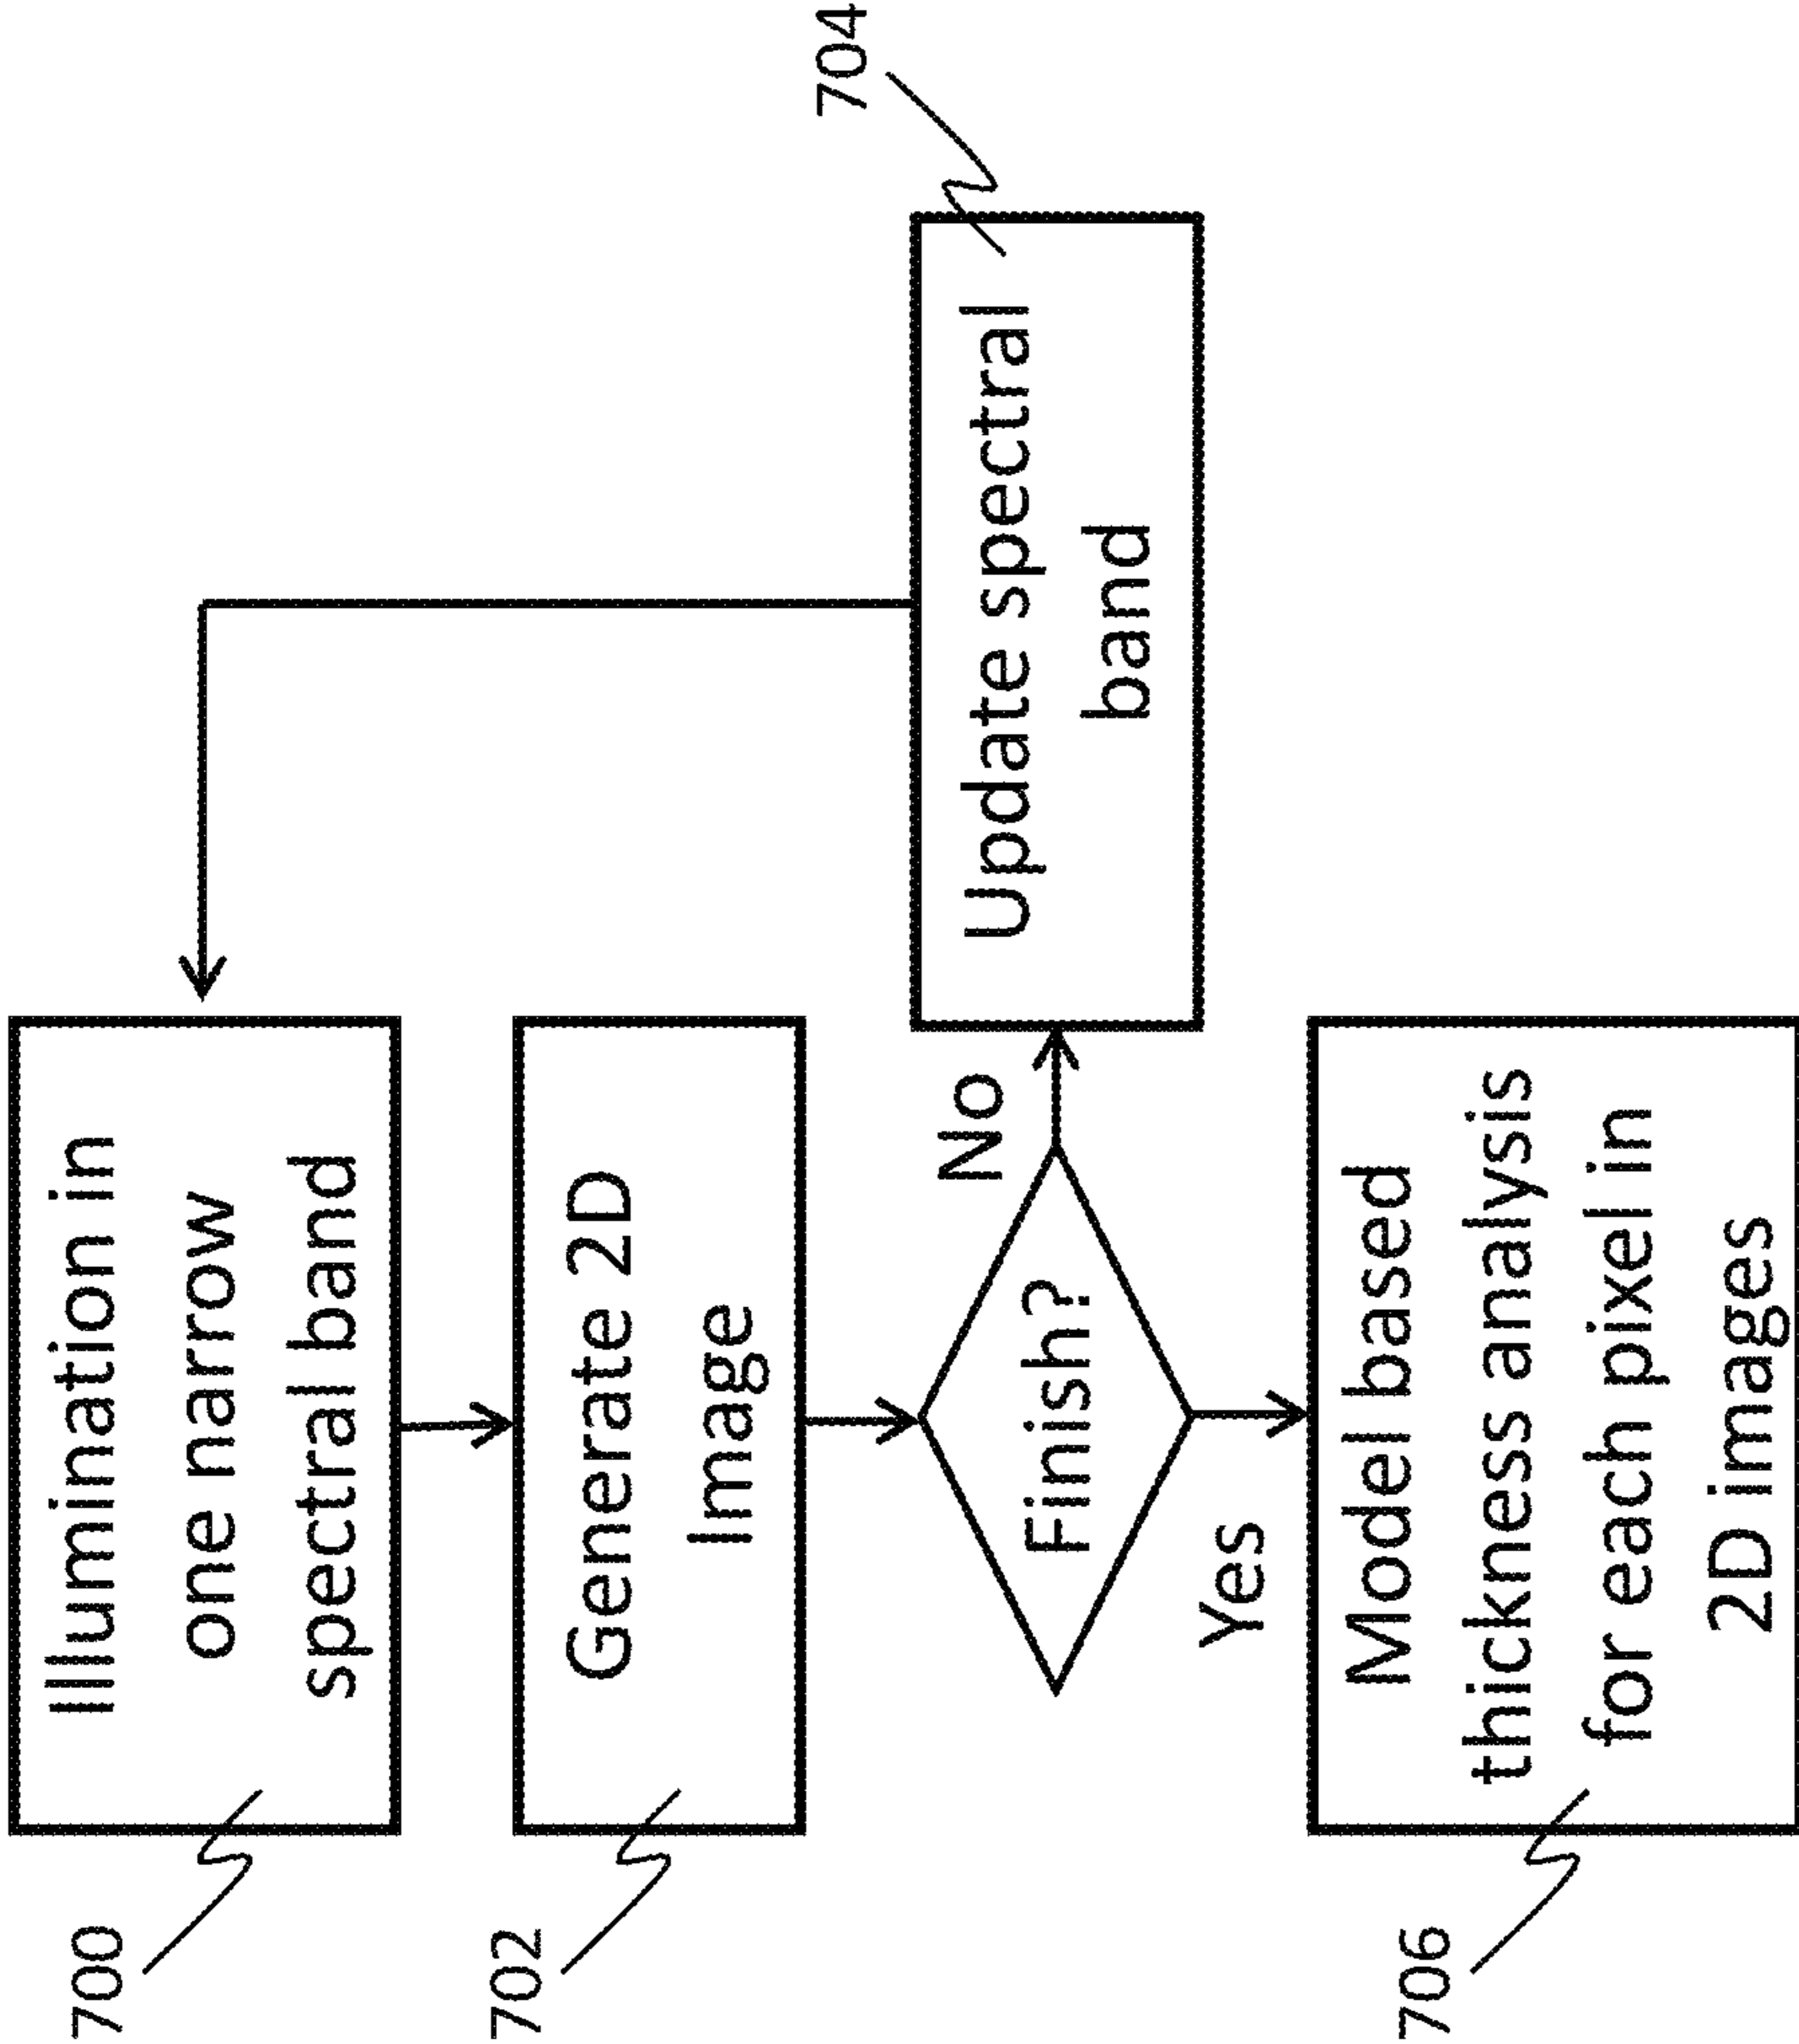 700
Illumination in
one narrow
spectral band
702
Generate 2D
Image
Finish?
No
704
Update spectral
band
Yes
706
Model based
thickness analysis
for each pixel in
2D images